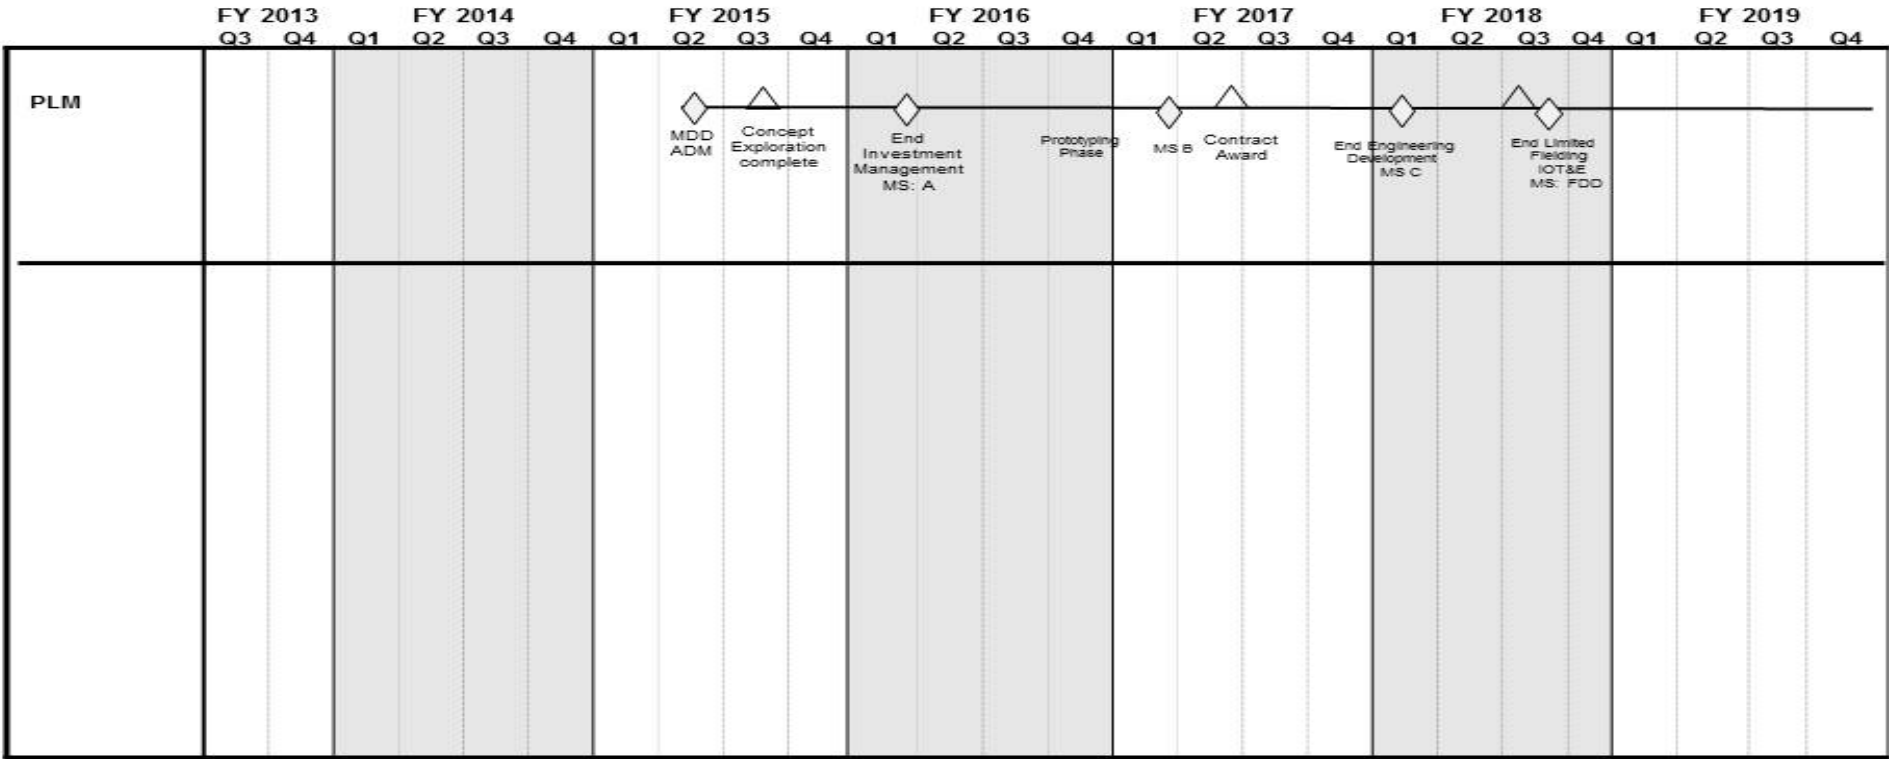 FY 2013 FY 2014 FY 2015 FY 2016 FY 2017 FY 2018 FY 2019
Q3 Q4 Q1 Q2 Q3 Q4 Q1 Q2 Q3 Q4 Q1 Q2 Q3 Q4 Q1 Q2 Q3 Q4 Q1 Q2 Q3 Q4 Q1 Q2 Q3 Q4
PLM
MDD
ADM
Concept
Exploration
complete
End
Investment
Management
MS: A
Prototyping
Phase
MS B
Contract
Award
End Engineering
Development
MS C
End Limited
Fielding
IOT&E
MS: FDD